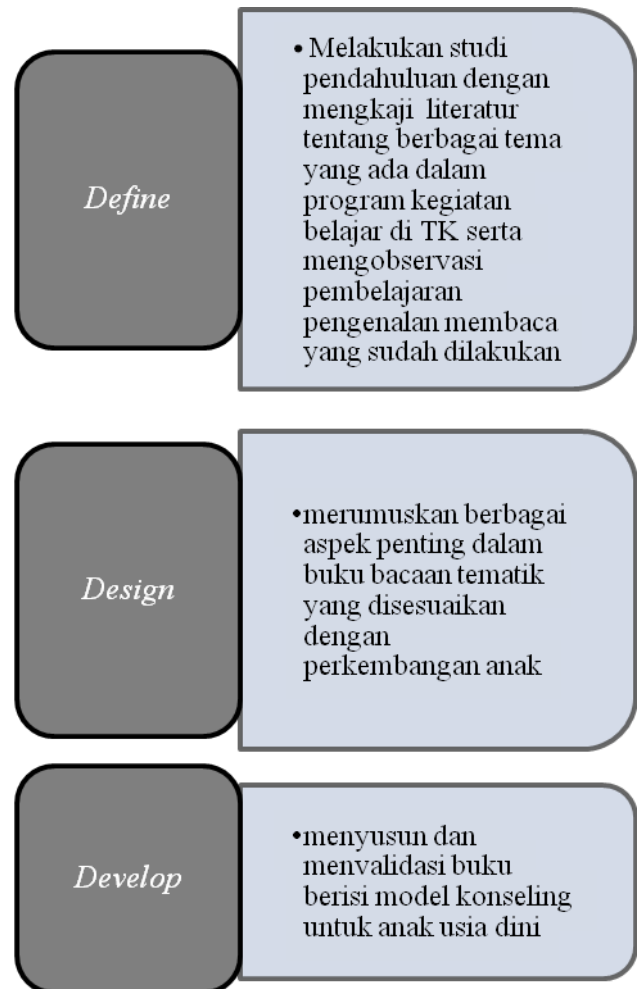 Define
• Melakukan studi
pendahuluan dengan
mengkaji literatur
tentang berbagai tema
yang ada dalam
program kegiatan
belajar di TK serta
mengobservasi
pembelajaran
pengenalan membaca
yang sudah dilakukan
Design
•merumuskan berbagai
aspek penting dalam
buku bacaan tematik
yang disesuaikan
dengan
perkembangan anak
Develop
•menyusun dan
menvalidasi buku
berisi model konseling
untuk anak usia dini